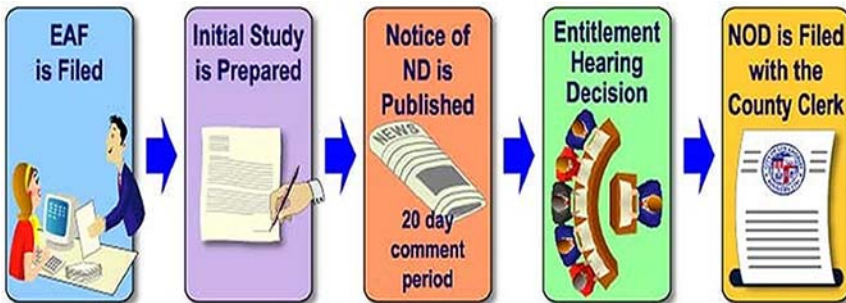 EAF
is Filed
Initial Study
is Prepared
Notice of
ND is
Published
NEWS
20 day
comment
period
Entitlement
Hearing
Decision
NOD is Filed
with the
County Clerk